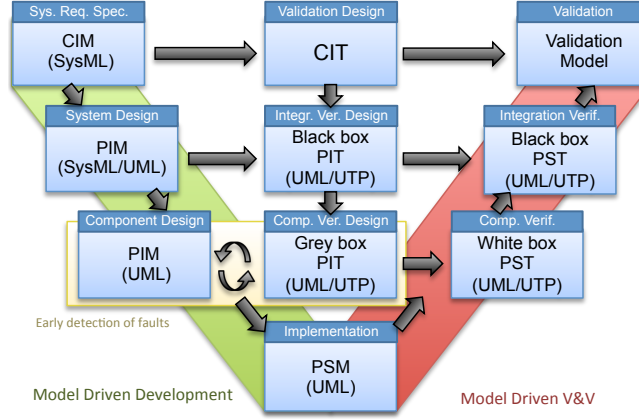 Sys. Req. Spec.
CIM
(SysML)
Validation Design
CIT
Validation
Validation
Model
System Design
PIM
(SysML/UML)
Integr. Ver. Design
Black box
PIT
(UML/UTP)
Integration Verif.
Black box
PST
(UML/UTP)
Component Design
PIM
(UML)
Comp. Ver. Design
Grey box
PIT
(UML/UTP)
Comp. Verif.
White box
PST
(UML/UTP)
Early detection of faults
Implementation
PSM
(UML)
Model Driven Development
Model Driven V&V